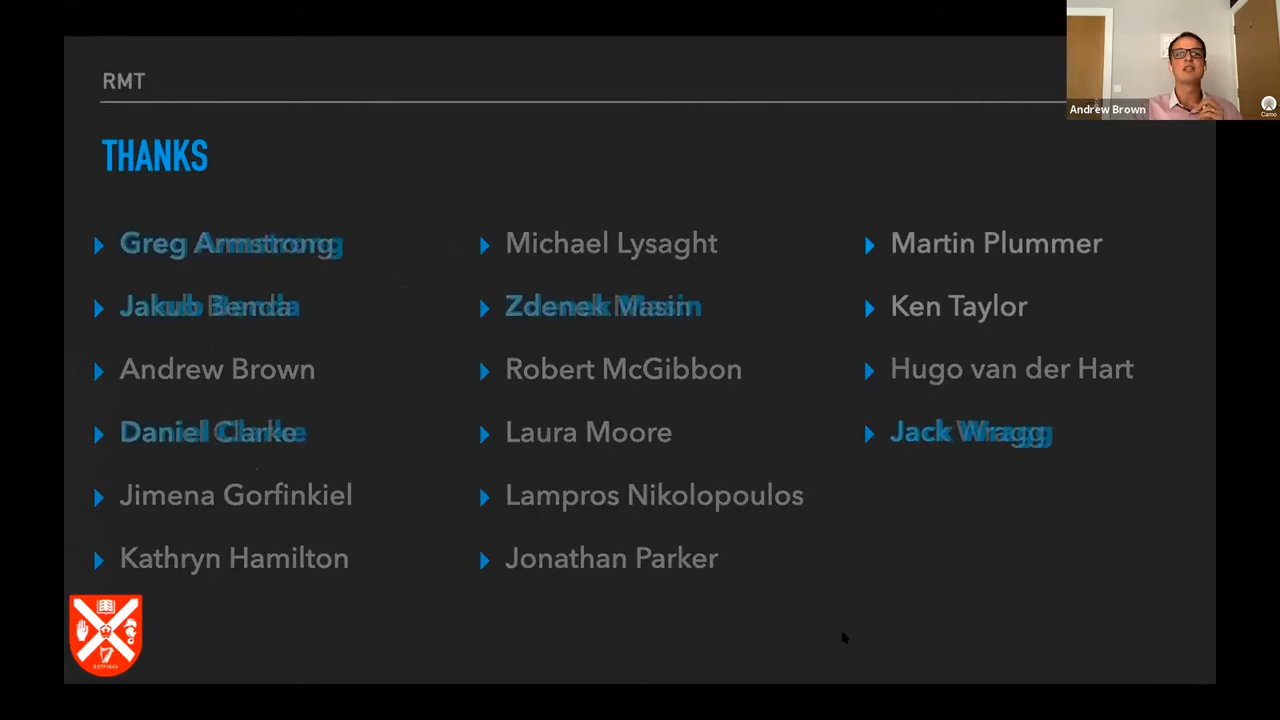 RMT
THANKS
Greg Armstrong
Jakub Benda
Andrew Brown
Daniel Clarke
Jimena Gorfinkiel
Kathryn Hamilton
Michael Lysaght
Zdenek Masin
Robert McGibbon
Laura Moore
Lampros Nikolopoulos
Jonathan Parker
Martin Plummer
Ken Taylor
Hugo van der Hart
Jack Wragg
Andrew Brown
Camo